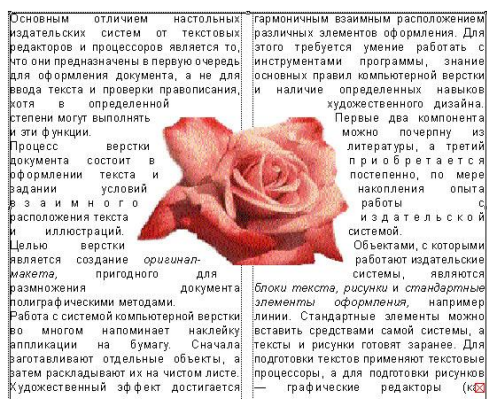 Основным отличием настольных
издательских систем от текстовых
редакторов и процессоров является то,
что они предназначены в первую очередь
для оформления документа, а не для
ввода текста и проверки правописания,
хотя в определенной
степени могут выполнять
и эти функции.
Процесс верстки
документа состоит в
оформлении текста и
задании условий
взаимного
расположения текста
и иллюстраций.
Целью верстки
является создание оригинал-
макета, пригодного для
размножения документа
полиграфическими методами.
Работа с системой компьютерной верстки
во многом напоминает наклейку
аппликации на бумагу. Сначала
заготавливают отдельные объекты, а
затем раскладывают их на чистом листе.
Художественный эффект достигается
гармоничным взаимным расположением
различных элементов оформления. Для
этого требуется умение работать с
инструментами программы, знание
основных правил компьютерной верстки
и наличие определенных навыков
художественного дизайна.
Первые два компонента
можно почерпну из
литературы, а третий
приобретается
постепенно, по мере
накопления опыта
работы с
издательской
системой.
Объектами, с которыми
работают издательские
системы, являются
блоки текста, рисунки и стандартные
элементы оформления, например
линии. Стандартные элементы можно
вставить средствами самой системы, а
тексты и рисунки готовят заранее. Для
подготовки текстов применяют текстовые
процессоры, а для подготовки рисунков
— графические редакторы (ка